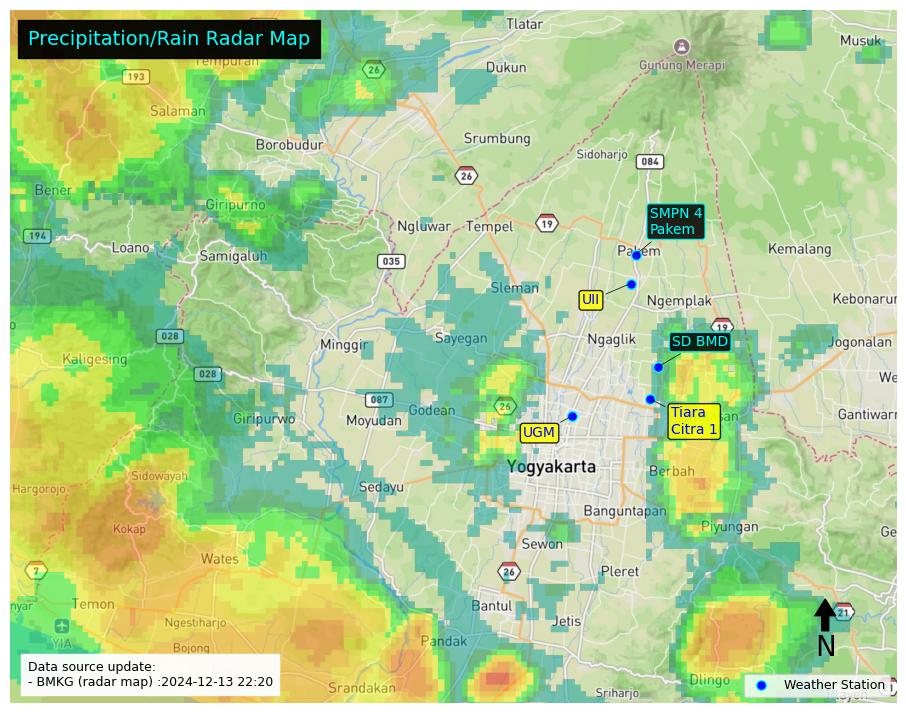 Precipitation/Rain Radar Map
Tlatar
Musuk
Tempuran
26
Gunung Merapi
Dukun
193
Salaman
Srumbung
Borobudur
Sidoharjo
084
26
Bener
Giripurno
SMPN 4
Pakem
19
Ngluwar
Tempel
194
Loano
Samigaluh
Pakem
Kemalang
035
Sleman
UII
Ngemplak
Kebonarum
19
028
Minggir
Sayegan
Ngaglik
SD BMD
Jogonalan
Kaligesing
028
087
Godean
26
Giripurwo
Moyudan
UGM
Tiara
Citra 1
Gantiwarn
Yogyakarta
Berbah
Sidowayah
Sedayu
Hargorojo
Banguntapan
Kokap
Piyungan
Wates
Sewon
7
26
Pleret
Temon
Bantul
21
Ngestiharjo
Jetis
YIA
Pandak
N
Bojong
Data source update:
- BMKG (radar map) :2024-12-13 22:20
Srandakan
Sriharjo
Dlingo
Weather Station